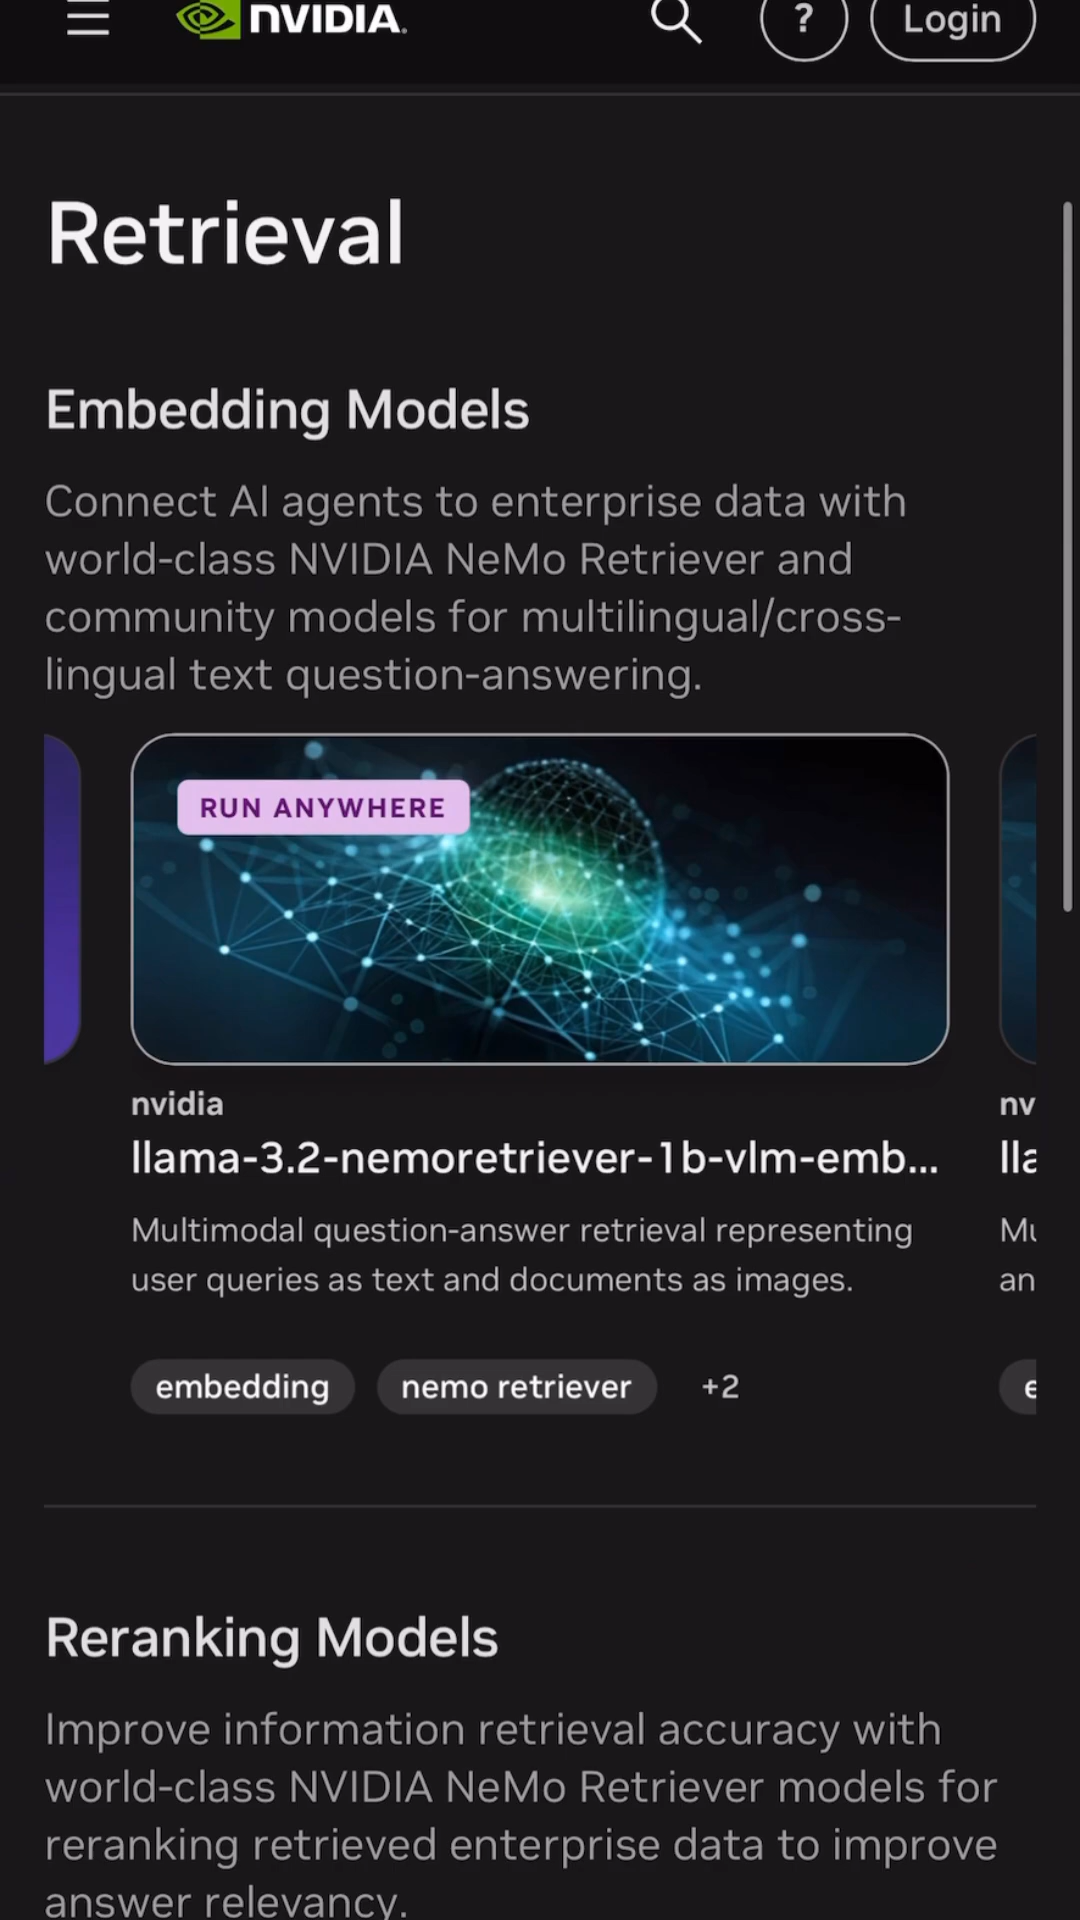 NVIDIA.
?
Login
Retrieval
Embedding Models
Connect AI agents to enterprise data with
world-class NVIDIA NeMo Retriever and
community models for multilingual/cross-
lingual text question-answering.
RUN ANYWHERE
nvidia
llama-3.2-nemoretriever-1b-vlm-emb...
Multimodal question-answer retrieval representing
user queries as text and documents as images.
embedding
nemo retriever
+2
nv
lla
Mu
an
e
Reranking Models
Improve information retrieval accuracy with
world-class NVIDIA NeMo Retriever models for
reranking retrieved enterprise data to improve
answer relevancy.